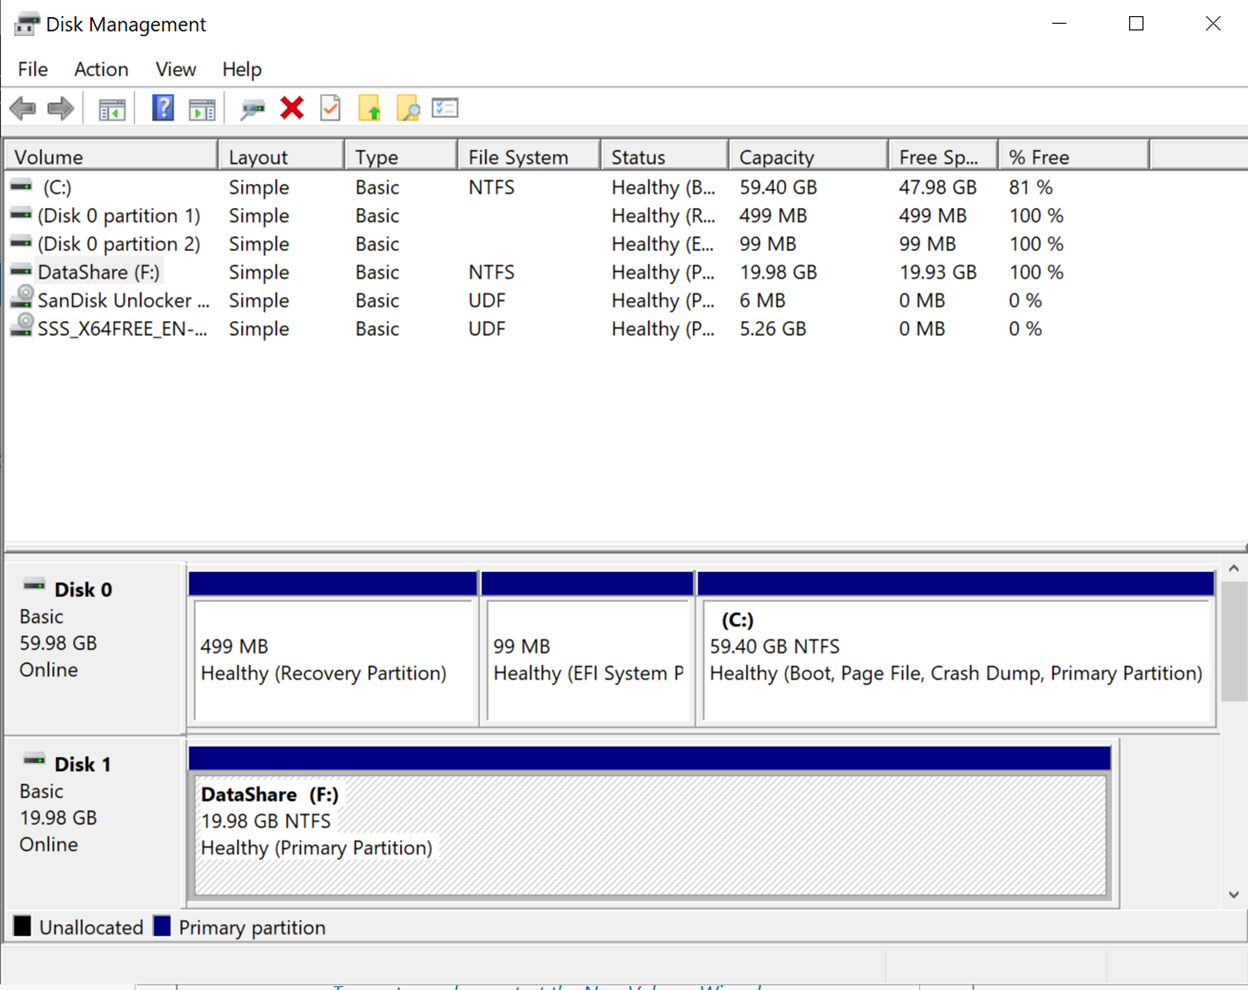 Disk Management
File Action View Help
Volume Layout Type File System Status Capacity Free Sp... % Free
(C:) Simple Basic NTFS Healthy (B... 59.40 GB 47.98 GB 81 %
(Disk 0 partition 1) Simple Basic Healthy (R... 499 MB 499 MB 100 %
(Disk 0 partition 2) Simple Basic Healthy (E... 99 MB 99 MB 100 %
DataShare (F:) Simple Basic NTFS Healthy (P... 19.98 GB 19.93 GB 100 %
SanDisk Unlocker ... Simple Basic UDF Healthy (P... 6 MB 0 MB 0 %
SSS_X64FREE_EN-... Simple Basic UDF Healthy (P... 5.26 GB 0 MB 0 %
Disk 0
Basic
59.98 GB
Online
499 MB
Healthy (Recovery Partition)
99 MB
Healthy (EFI System P
(C:)
59.40 GB NTFS
Healthy (Boot, Page File, Crash Dump, Primary Partition)
Disk 1
Basic
19.98 GB
Online
DataShare (F:)
19.98 GB NTFS
Healthy (Primary Partition)
Unallocated Primary partition